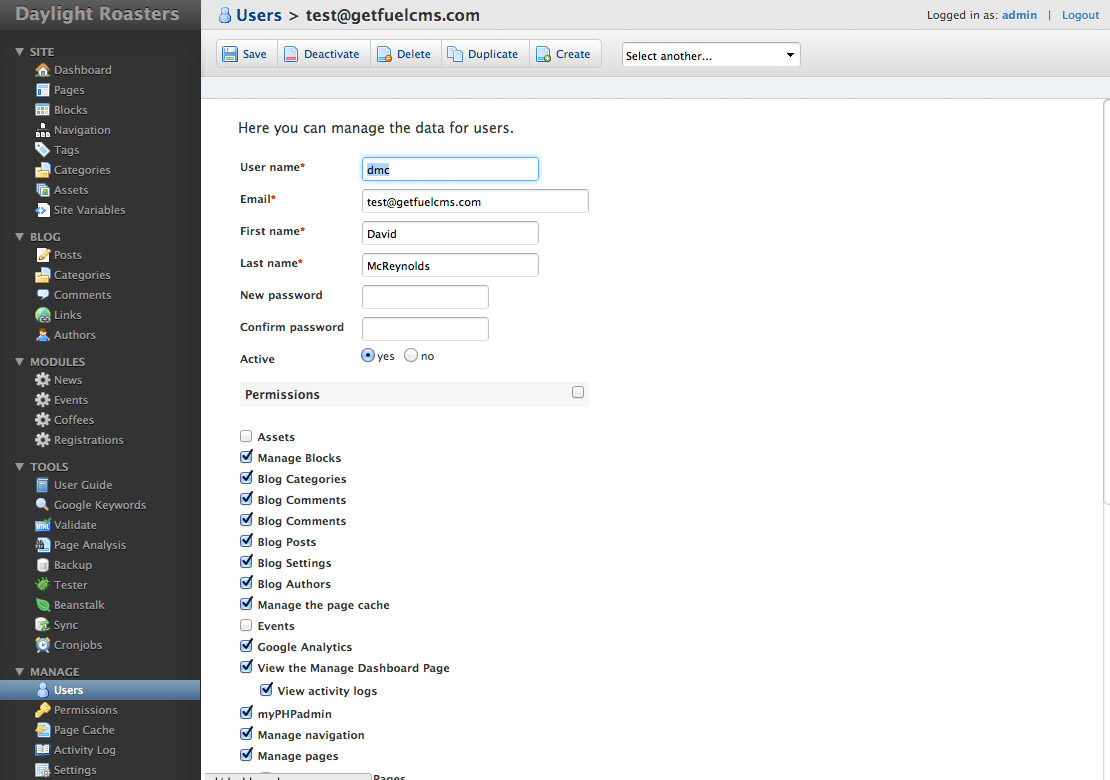 Daylight Roasters
Users > test@getfuelcms.com
Logged in as: admin | Logout
Save Deactivate Delete Duplicate Create Select another...
SITE
Dashboard
Pages
Blocks
Navigation
Tags
Categories
Assets
Site Variables
BLOG
Posts
Categories
Comments
Links
Authors
MODULES
News
Events
Coffees
Registrations
TOOLS
User Guide
Google Keywords
Validate
Page Analysis
Backup
Tester
Beanstalk
Sync
Cronjobs
MANAGE
Users
Permissions
Page Cache
Activity Log
Settings
Here you can manage the data for users.
User name* dmc
Email* test@getfuelcms.com
First name* David
Last name* McReynolds
New password
Confirm password
Active yes no
Permissions
Assets
Manage Blocks
Blog Categories
Blog Comments
Blog Comments
Blog Posts
Blog Settings
Blog Authors
Manage the page cache
Events
Google Analytics
View the Manage Dashboard Page
View activity logs
myPHPadmin
Manage navigation
Manage pages
Pages